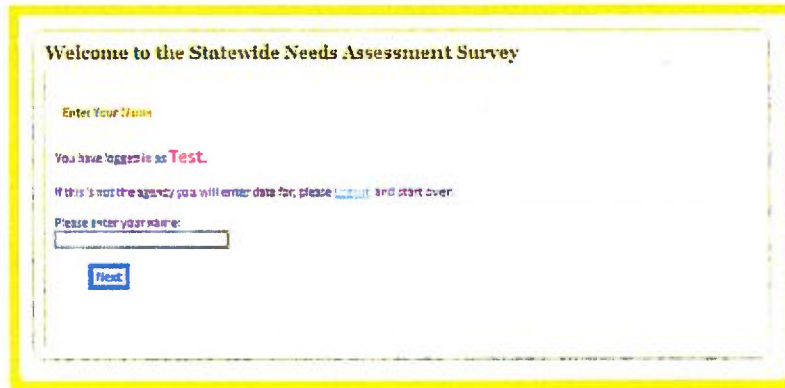 Welcome to the Statewide Needs Assessment Survey
Enter Your Name
You have logged in as Test.
If this is not the agency you will enter data for, please Logout and start over.
Please enter your name:
Next